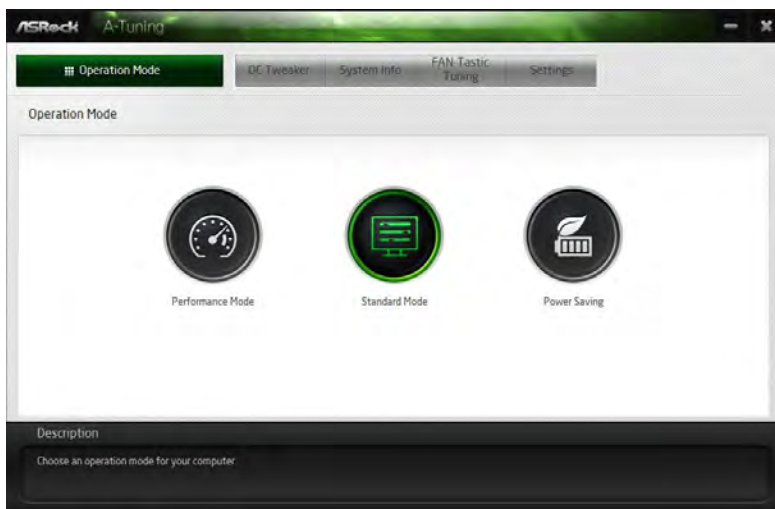 ASRock A-Tuning
Operation Mode OC Tweaker System Info FAN Tastic
Tuning Settings
Operation Mode
Performance Mode Standard Mode Power Saving
Description
Choose an operation mode for your computer